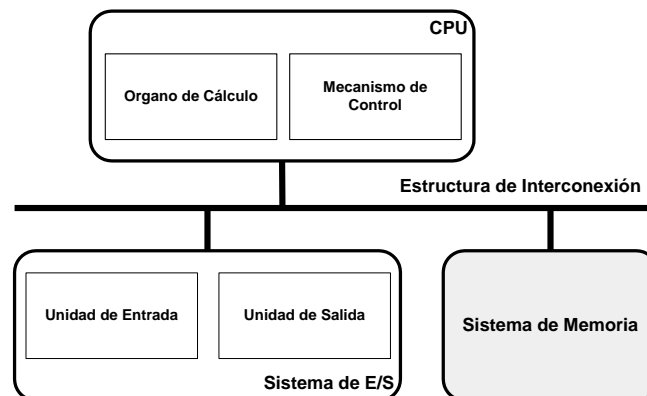 CPU
Organo de Cálculo
Mecanismo de
Control
Estructura de Interconexión
Unidad de Entrada
Unidad de Salida
Sistema de Memoria
Sistema de E/S